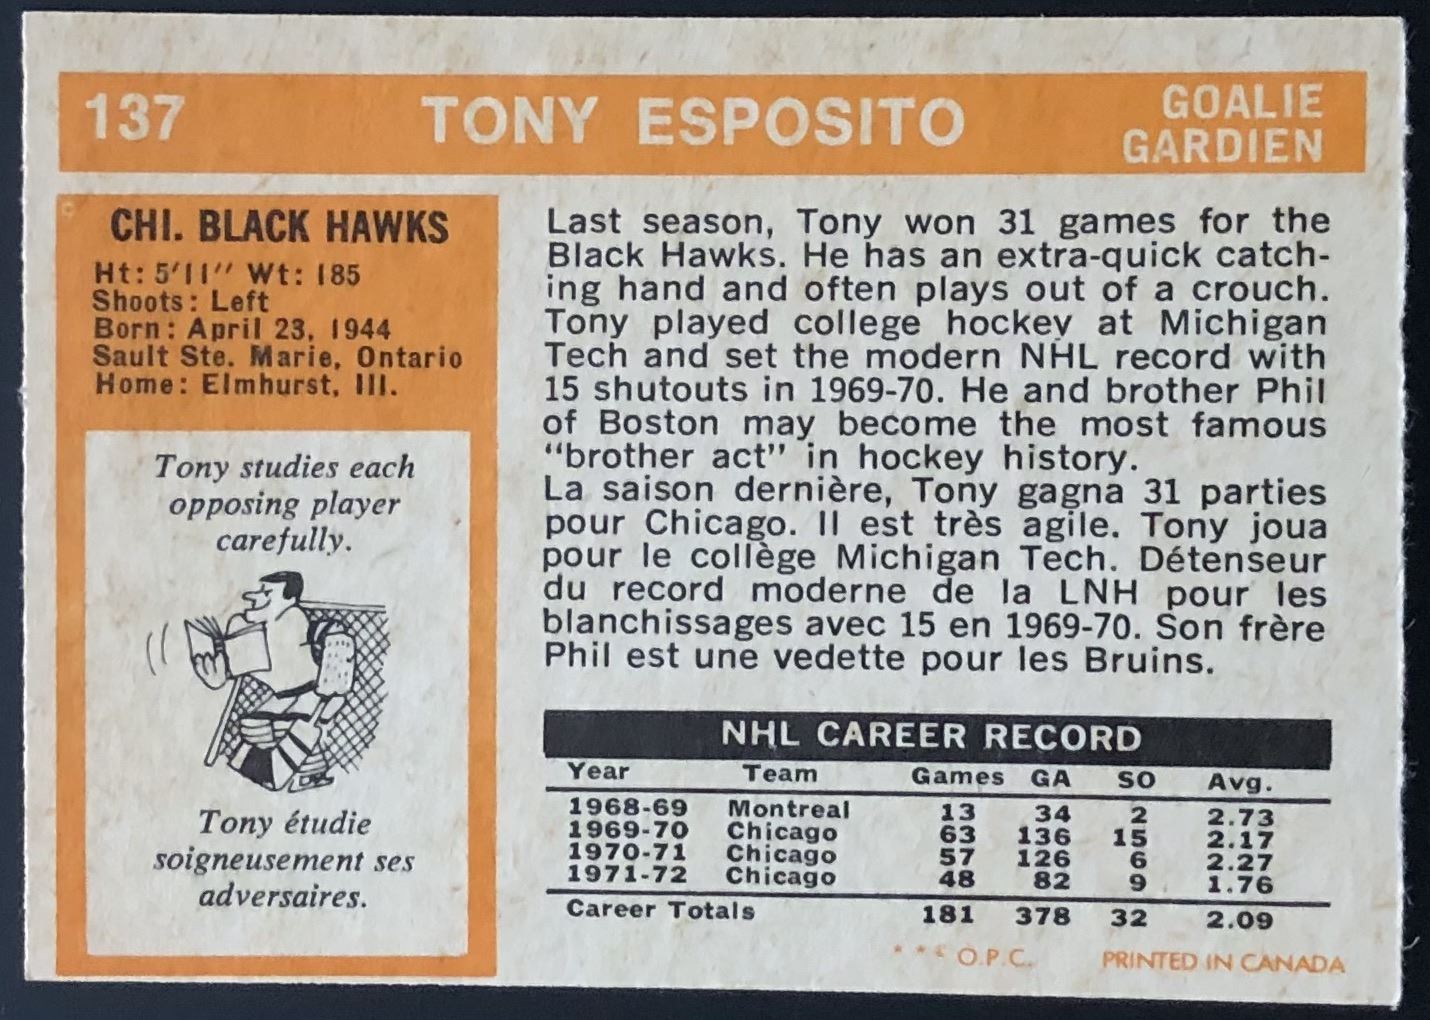 137
TONY ESPOSITO
GOALIE
GARDIEN
CHI. BLACK HAWKS
Ht: 5'11" Wt: 185
Shoots: Left
Born: April 23, 1944
Sault Ste. Marie, Ontario
Home: Elmhurst, Ill.
Tony studies each
opposing player
carefully.
Tony étudie
soigneusement ses
adversaires.
Last season, Tony won 31 games for the
Black Hawks. He has an extra-quick catch-
ing hand and often plays out of a crouch.
Tony played college hockey at Michigan
Tech and set the modern NHL record with
15 shutouts in 1969-70. He and brother Phil
of Boston may become the most famous
"brother act" in hockey history.
La saison dernière, Tony gagna 31 parties
pour Chicago. Il est très agile. Tony joua
pour le collège Michigan Tech. Détenseur
du record moderne de la LNH pour les
blanchissages avec 15 en 1969-70. Son frère
Phil est une vedette pour les Bruins.
NHL CAREER RECORD
Year Team Games GA SO Avg.
1968-69 Montreal 13 34 2 2.73
1969-70 Chicago 63 136 15 2.17
1970-71 Chicago 57 126 6 2.27
1971-72 Chicago 48 82 9 1.76
Career Totals 181 378 32 2.09
* * * O.P.C. PRINTED IN CANADA